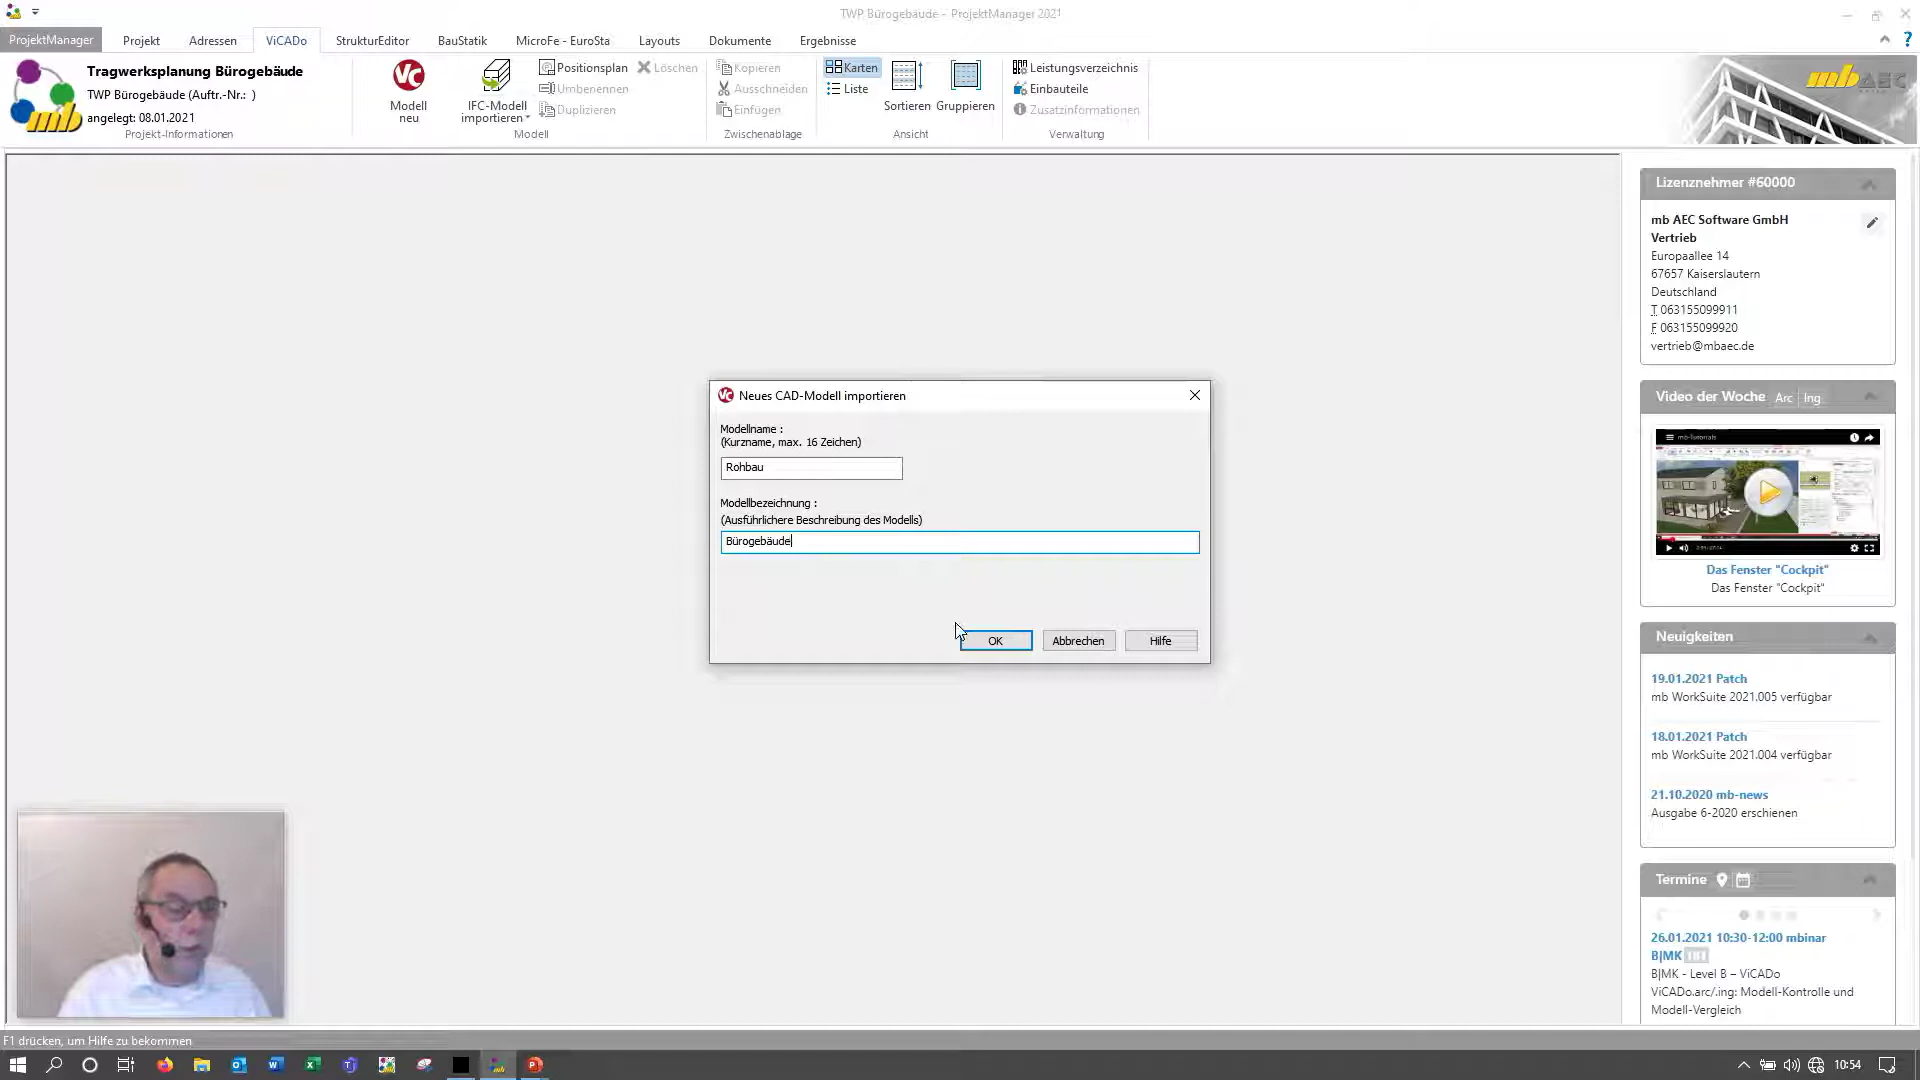 TWP Bürogebäude - ProjektManager 2021
ProjektManager
Projekt
Adressen
ViCADo
StrukturEditor
BauStatik
MicroFe - EuroSta
Layouts
Dokumente
Ergebnisse
Tragwerksplanung Bürogebäude
TWP Bürogebäude (Auftr.-Nr.: )
angelegt: 08.01.2021
Projekt-Informationen
mb
Modell
neu
IFC-Modell
importieren
Positionsplan
Löschen
Umbenennen
Duplizieren
Modell
Kopieren
Ausschneiden
Einfügen
Zwischenablage
Karten
Liste
Sortieren
Gruppieren
Ansicht
Leistungsverzeichnis
Einbauteile
Zusatzinformationen
Verwaltung
mb AEC
Neues CAD-Modell importieren
Modellname :
(Kurzname, max. 16 Zeichen)
Rohbau
Modellbezeichnung :
(Ausführlichere Beschreibung des Modells)
Bürogebäude
OK
Abbrechen
Hilfe
Lizenznehmer #60000
mb AEC Software GmbH
Vertrieb
Europaallee 14
67657 Kaiserslautern
Deutschland
T 063155099911
F 063155099920
vertrieb@mbaec.de
Video der Woche Arc Ing
mb-Tutorials
Das Fenster "Cockpit"
Das Fenster "Cockpit"
Neuigkeiten
19.01.2021 Patch
mb WorkSuite 2021.005 verfügbar
18.01.2021 Patch
mb WorkSuite 2021.004 verfügbar
21.10.2020 mb-news
Ausgabe 6-2020 erschienen
Termine
26.01.2021 10:30-12:00 mbinar
B|MK
B|MK - Level B – ViCADo
ViCADo.arc/.ing: Modell-Kontrolle und
Modell-Vergleich
F1 drücken, um Hilfe zu bekommen
10:54